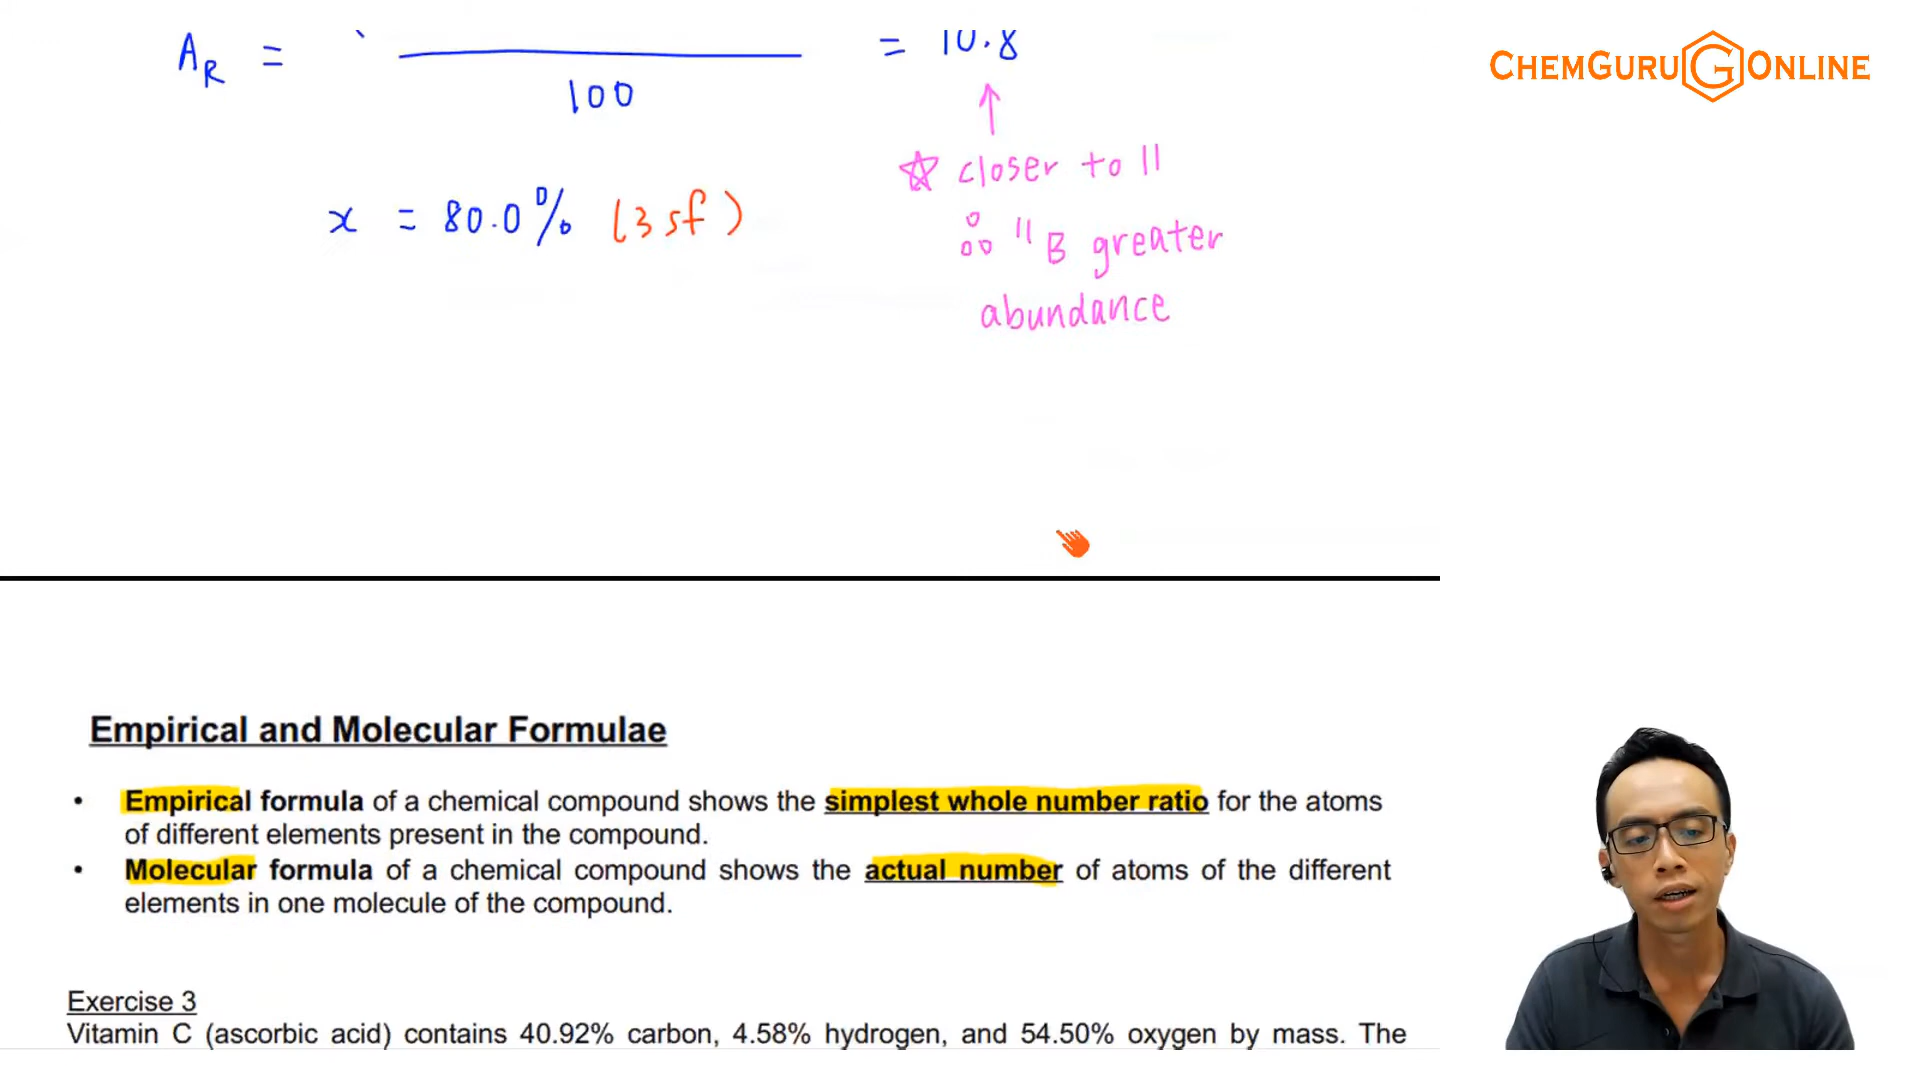 CHEMGURU G ONLINE
A_R = ——— = 10.8
100
x = 80.0% (3 sf)
☆ closer to 11
∴ ¹¹B greater
abundance
Empirical and Molecular Formulae
• Empirical formula of a chemical compound shows the simplest whole number ratio for the atoms
of different elements present in the compound.
• Molecular formula of a chemical compound shows the actual number of atoms of the different
elements in one molecule of the compound.
Exercise 3
Vitamin C (ascorbic acid) contains 40.92% carbon, 4.58% hydrogen, and 54.50% oxygen by mass. The